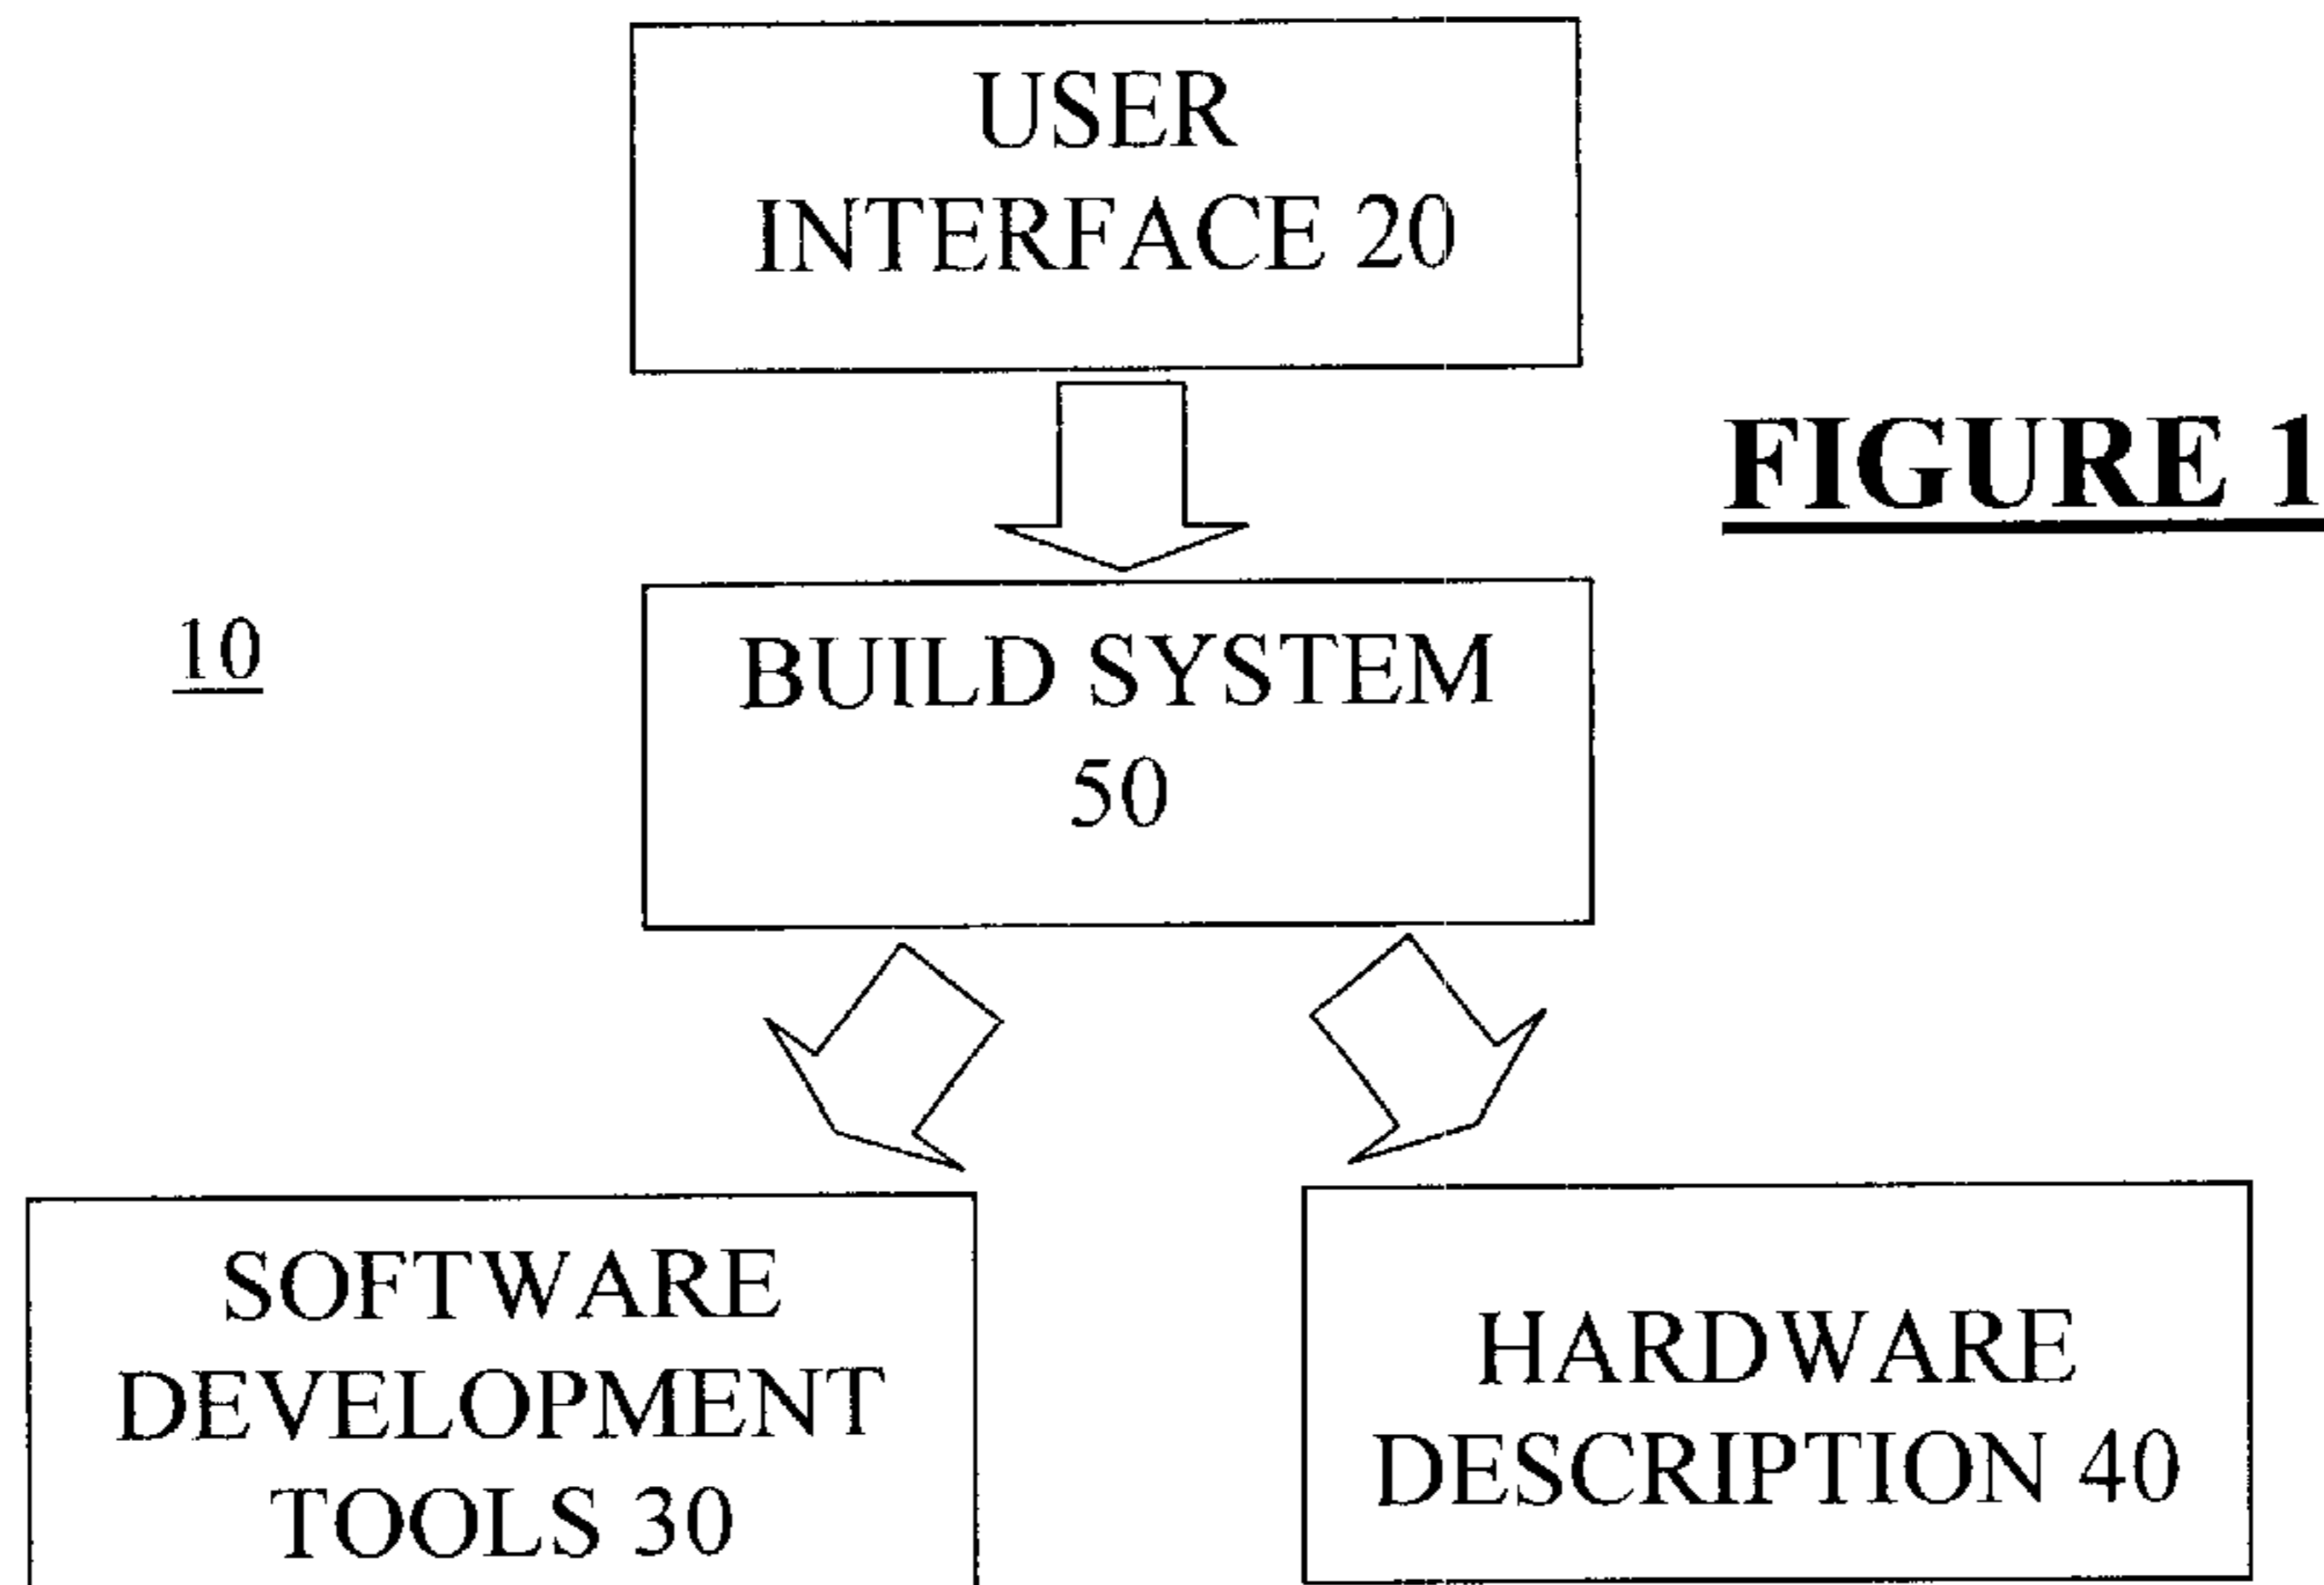 USER
INTERFACE 20
FIGURE 1
10
BUILD SYSTEM
50
SOFTWARE
DEVELOPMENT
TOOLS 30
HARDWARE
DESCRIPTION 40